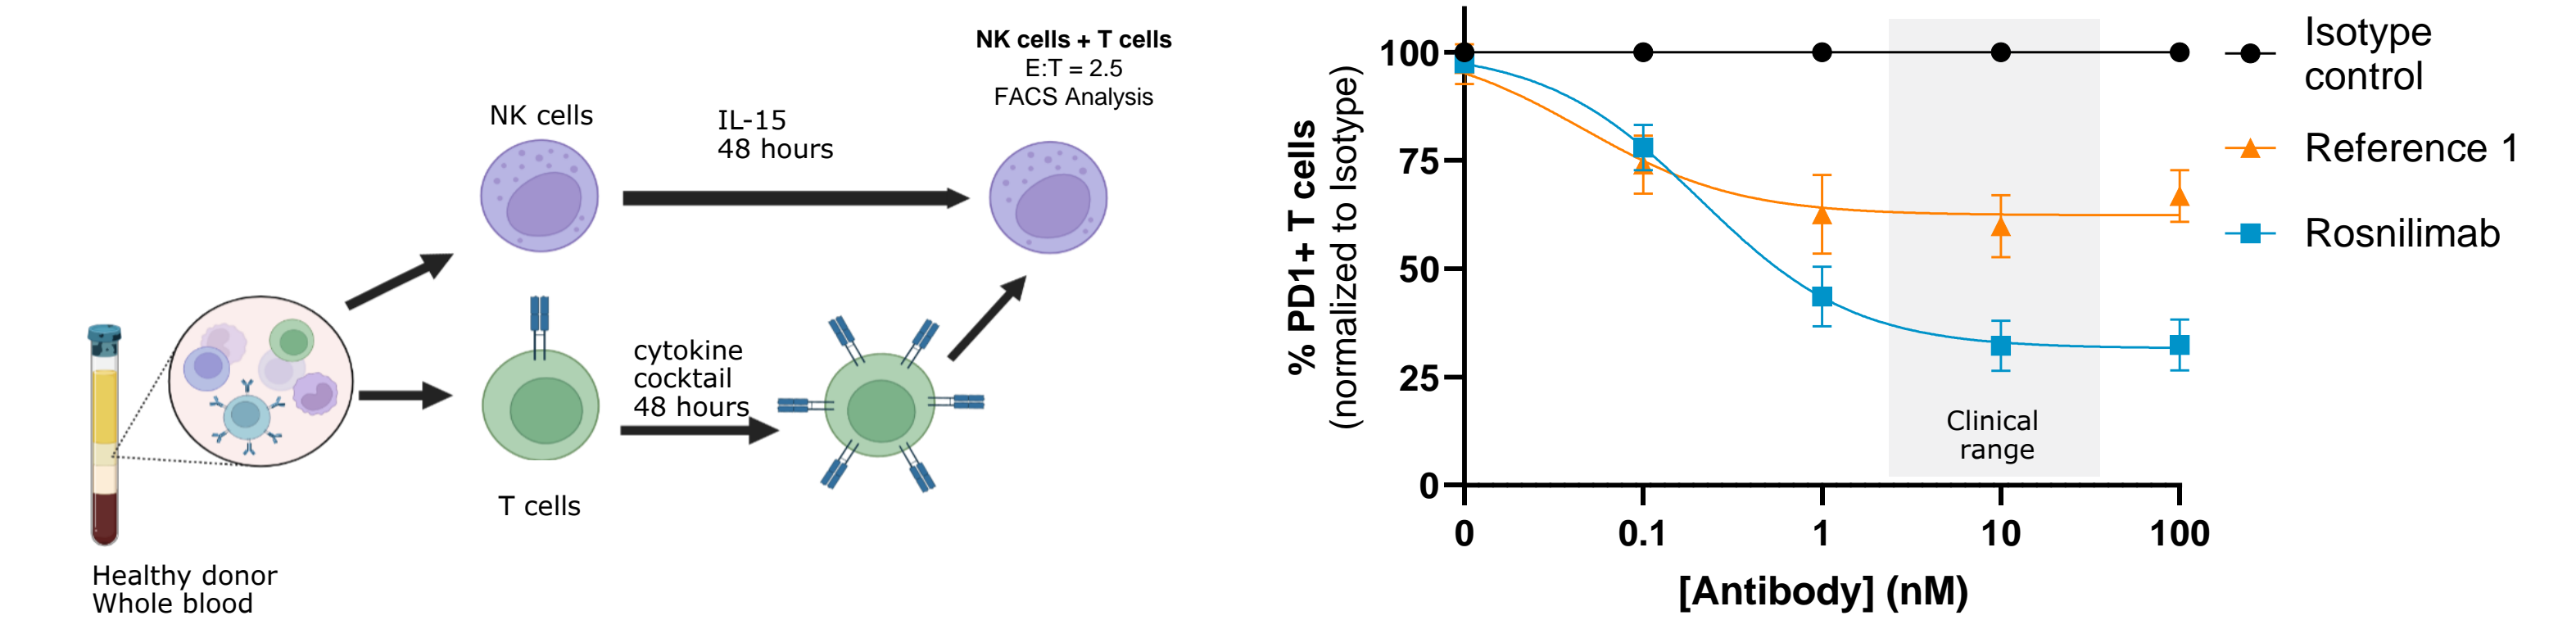 NK cells + T cells
E:T = 2.5
FACS Analysis
NK cells
IL-15
48 hours
cytokine
cocktail
48 hours
T cells
Healthy donor
Whole blood
% PD1+ T cells
(normalized to Isotype)
100
75
50
25
0
0
0.1
1
10
100
[Antibody] (nM)
Clinical
range
Isotype
control
Reference 1
Rosnilimab